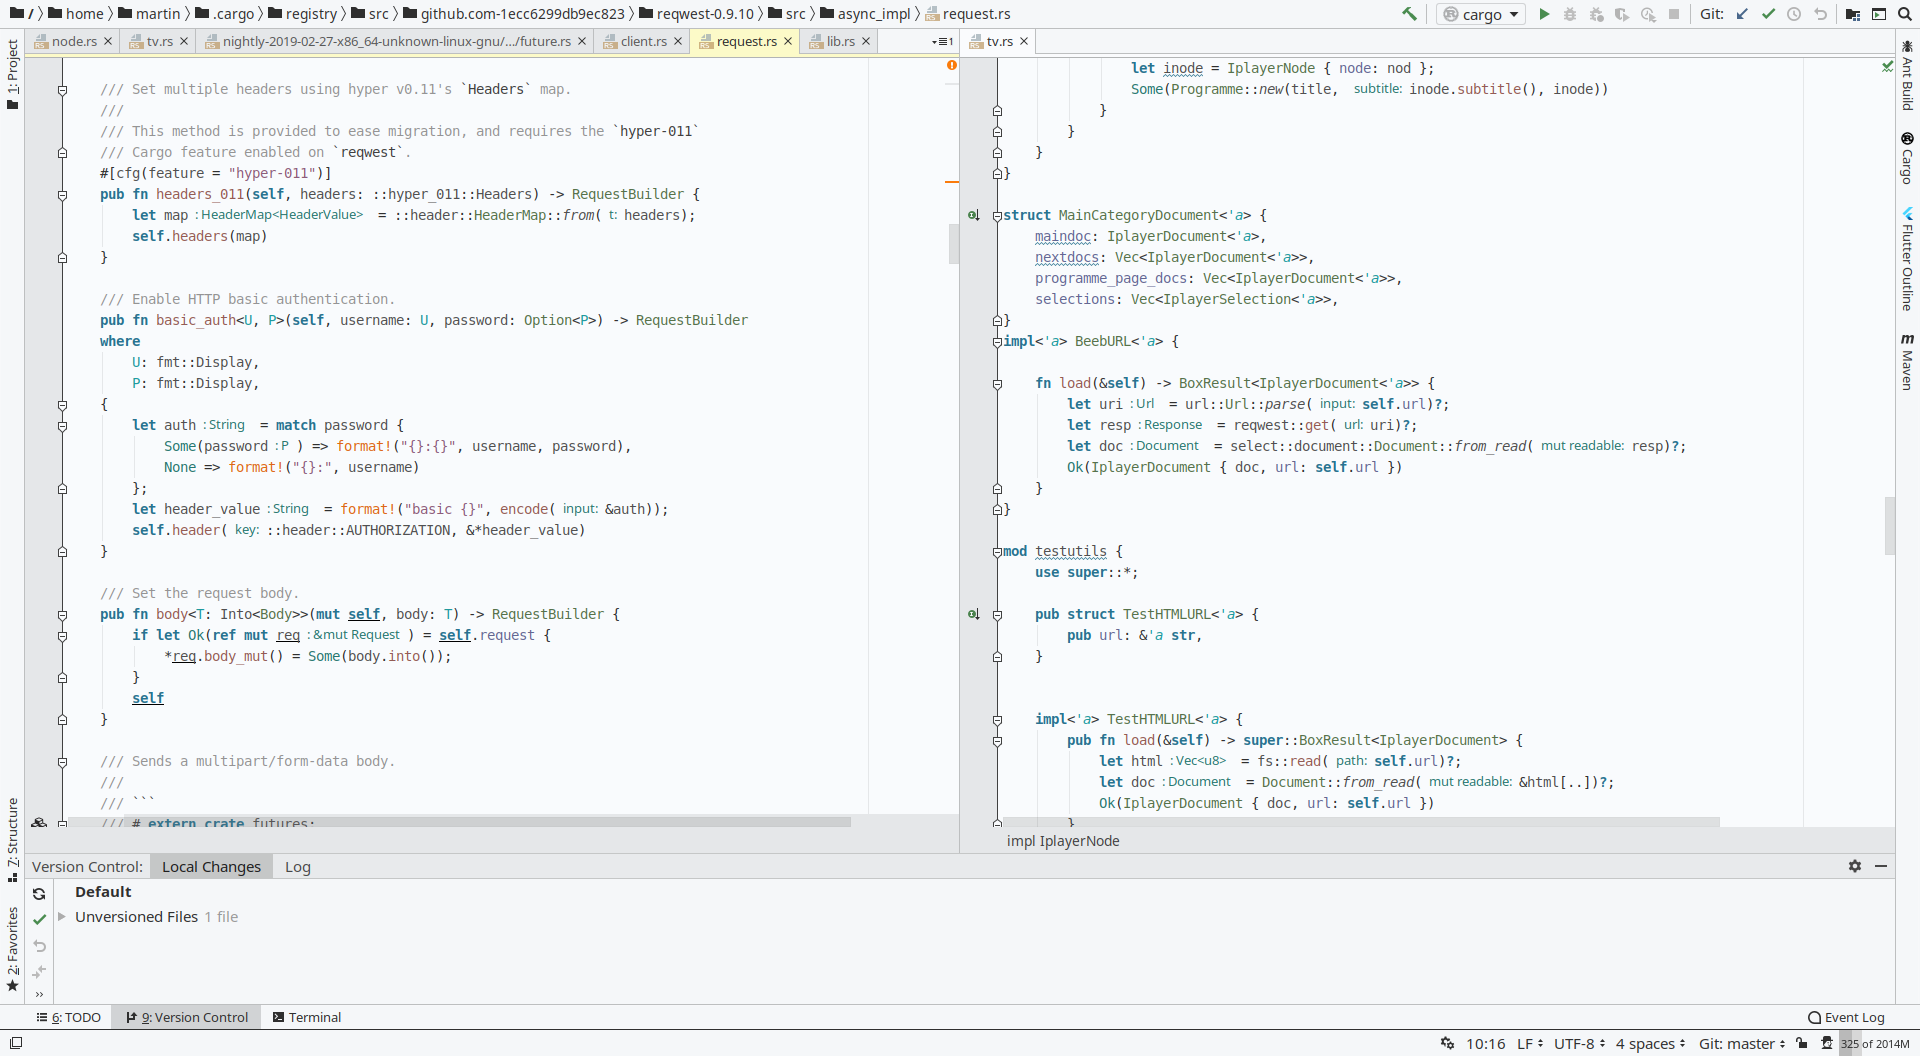 / home martin .cargo registry src github.com-1ecc6299db9ec823 reqwest-0.9.10 src async_impl request.rs
cargo Git:
node.rs tv.rs nightly-2019-02-27-x86_64-unknown-linux-gnu/.../future.rs client.rs request.rs lib.rs 1
1: Project
/// Set multiple headers using hyper v0.11's `Headers` map.
///
/// This method is provided to ease migration, and requires the `hyper-011`
/// Cargo feature enabled on `reqwest`.
#[cfg(feature = "hyper-011")]
pub fn headers_011(self, headers: ::hyper_011::Headers) -> RequestBuilder {
let map : HeaderMap<HeaderValue> = ::header::HeaderMap::from( t: headers);
self.headers(map)
}
/// Enable HTTP basic authentication.
pub fn basic_auth<U, P>(self, username: U, password: Option<P>) -> RequestBuilder
where
U: fmt::Display,
P: fmt::Display,
{
let auth : String = match password {
Some(password : P ) => format!("{}:{}", username, password),
None => format!("{}:", username)
};
let header_value : String = format!("basic {}", encode( input: &auth));
self.header( key: ::header::AUTHORIZATION, &*header_value)
}
/// Set the request body.
pub fn body<T: Into<Body>>(mut self, body: T) -> RequestBuilder {
if let Ok(ref mut req : &mut Request ) = self.request {
*req.body_mut() = Some(body.into());
}
self
}
/// Sends a multipart/form-data body.
///
/// ```
/// # extern crate futures;
tv.rs
let inode = IplayerNode { node: nod };
Some(Programme::new(title, subtitle: inode.subtitle(), inode))
}
}
}
}
struct MainCategoryDocument<'a> {
maindoc: IplayerDocument<'a>,
nextdocs: Vec<IplayerDocument<'a>>,
programme_page_docs: Vec<IplayerDocument<'a>>,
selections: Vec<IplayerSelection<'a>>,
}
impl<'a> BeebURL<'a> {
fn load(&self) -> BoxResult<IplayerDocument<'a>> {
let uri : Url = url::Url::parse( input: self.url)?;
let resp : Response = reqwest::get( url: uri)?;
let doc : Document = select::document::Document::from_read( mut readable: resp)?;
Ok(IplayerDocument { doc, url: self.url })
}
}
mod testutils {
use super::*;
pub struct TestHTMLURL<'a> {
pub url: &'a str,
}
impl<'a> TestHTMLURL<'a> {
pub fn load(&self) -> super::BoxResult<IplayerDocument> {
let html : Vec<u8> = fs::read( path: self.url)?;
let doc : Document = Document::from_read( mut readable: &html[..])?;
Ok(IplayerDocument { doc, url: self.url })
}
impl IplayerNode
Ant Build
Cargo
Flutter Outline
m Maven
7: Structure
2: Favorites
Version Control: Local Changes Log
Default
Unversioned Files 1 file
6: TODO 9: Version Control Terminal Event Log
10:16 LF UTF-8 4 spaces Git: master 325 of 2014M